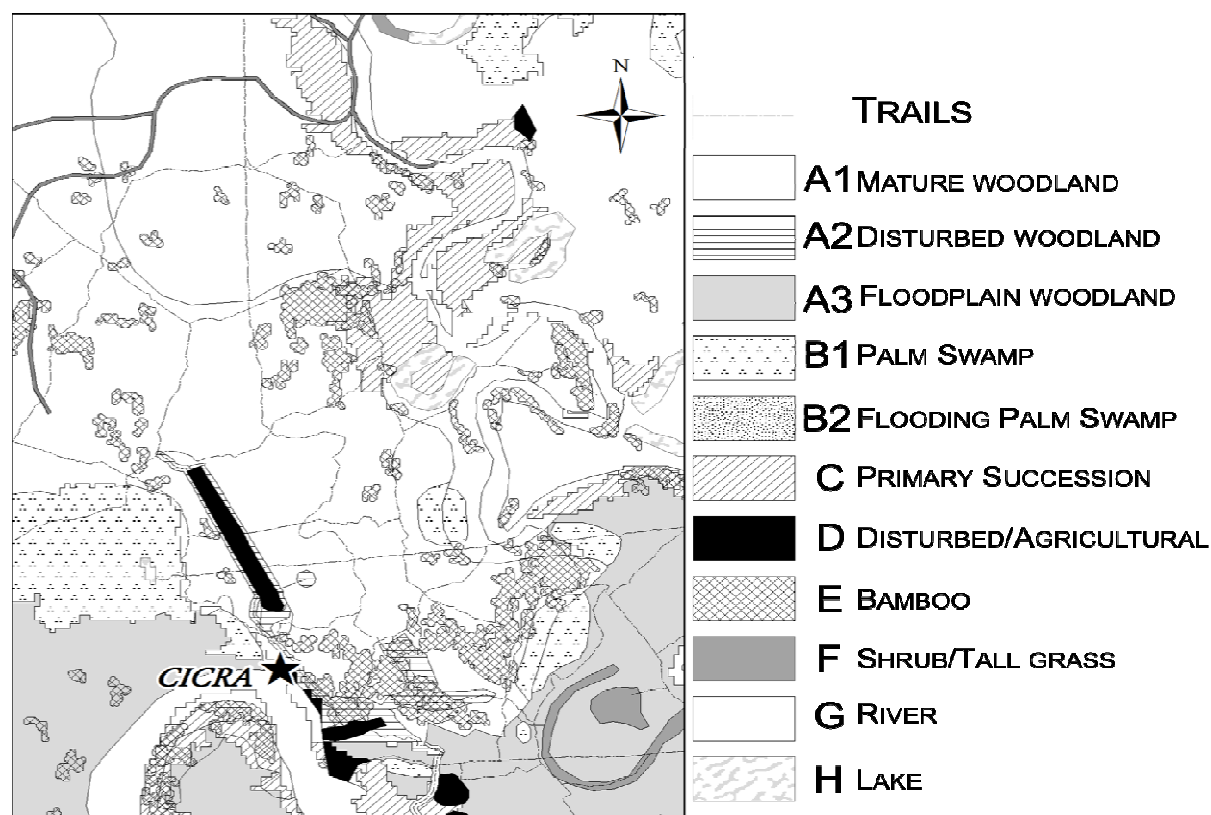 N
TRAILS
A1 MATURE WOODLAND
A2 DISTURBED WOODLAND
A3 FLOODPLAIN WOODLAND
B1 PALM SWAMP
B2 FLOODING PALM SWAMP
C PRIMARY SUCCESSION
D DISTURBED/AGRICULTURAL
E BAMBOO
F SHRUB/TALL GRASS
G RIVER
H LAKE
CICRA